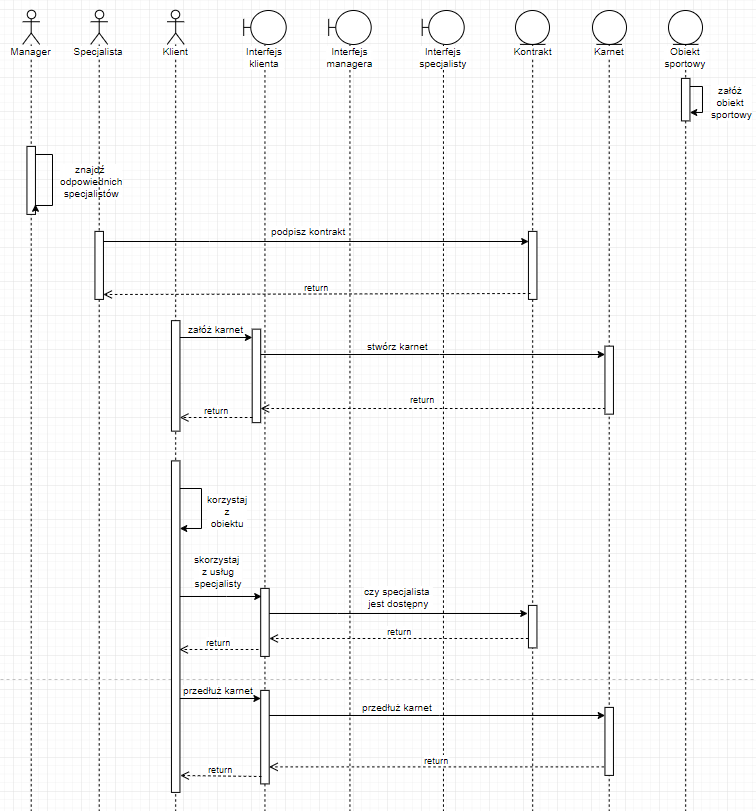 Manager
Specjalista
Klient
Interfejs
klienta
Interfejs
managera
Interfejs
specjalisty
Kontrakt
Karnet
Obiekt
sportowy
załóż
obiekt
sportowy
znajdź
odpowiednich
specjalistów
podpisz kontrakt
return
załóż karnet
stwórz karnet
return
return
korzystaj
z
obiektu
skorzystaj
z usług
specjalisty
czy specjalista
jest dostępny
return
return
przedłuż karnet
przedłuż karnet
return
return